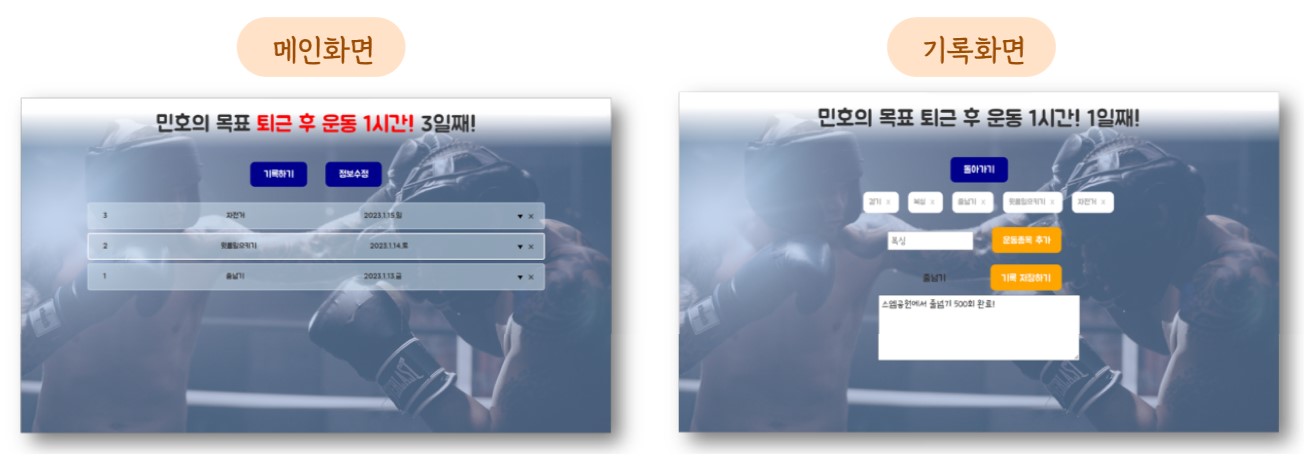 메인화면
민호의 목표 퇴근 후 운동 1시간! 3일째!
기록하기 정보수정
3 자전거 2023.1.15.일 ▼ ×
2 윗몸일으키기 2023.1.14.토 ▼ ×
1 줄넘기 2023.1.13.금 ▼ ×
기록화면
민호의 목표 퇴근 후 운동 1시간! 1일째!
돌아가기
걷기 × 복싱 × 줄넘기 × 윗몸일으키기 × 자전거 ×
복싱 운동종목 추가
줄넘기 기록 저장하기
스엠공원에서 줄넘기 500회 완료!